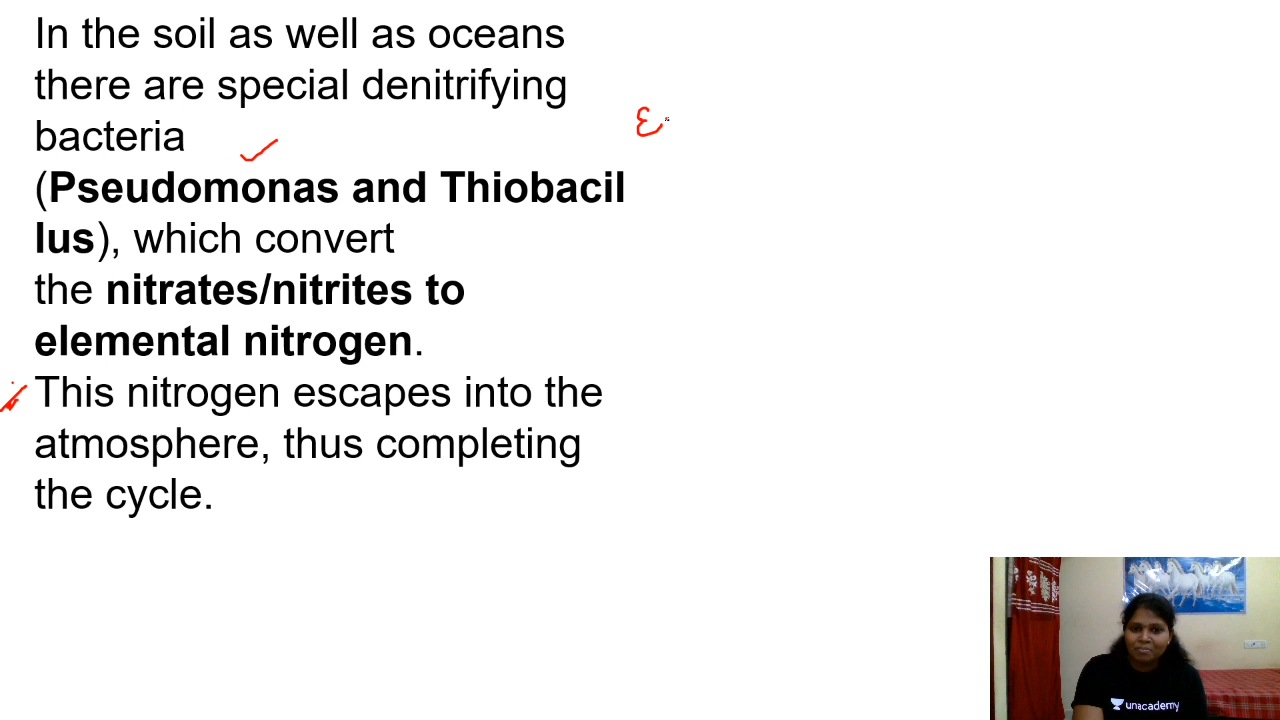 In the soil as well as oceans
there are special denitrifying
bacteria
(Pseudomonas and Thiobacil
lus), which convert
the nitrates/nitrites to
elemental nitrogen.
This nitrogen escapes into the
atmosphere, thus completing
the cycle.
unacademy